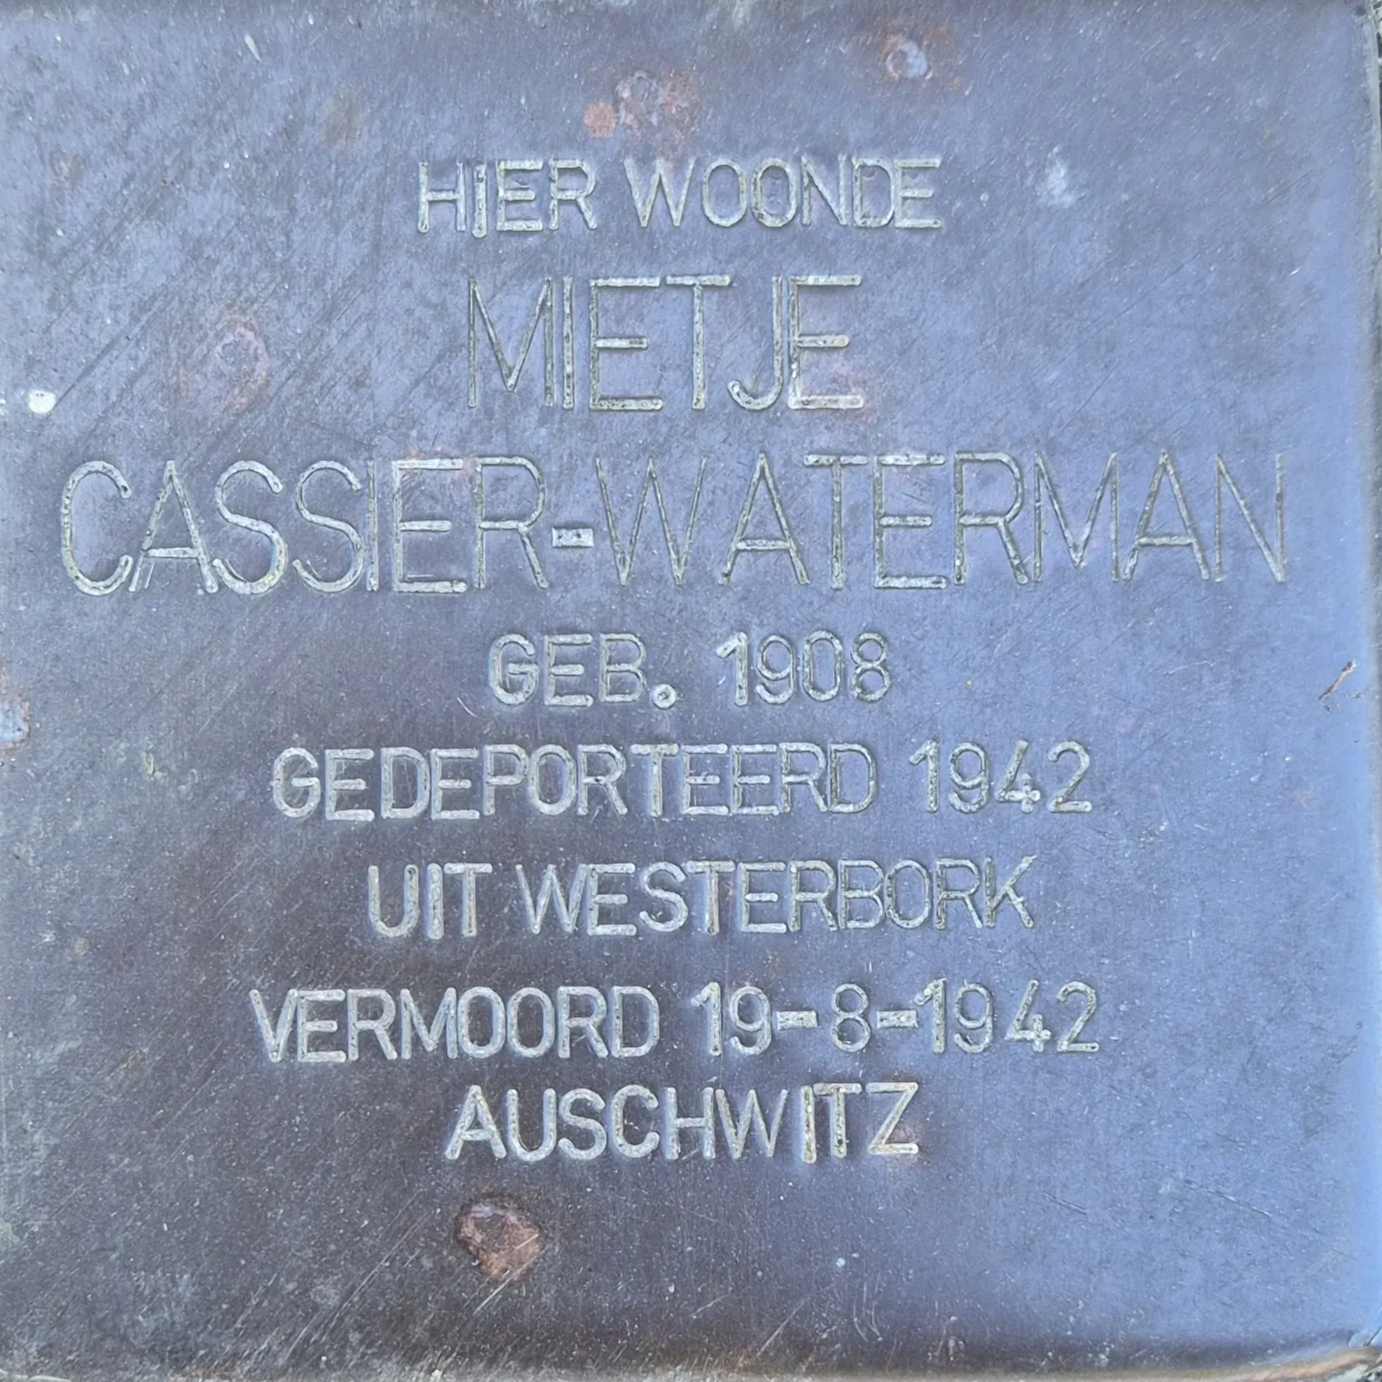 HIER WOONDE
MIETJE
CASSIER-WATERMAN
GEB. 1908
GEDEPORTEERD 1942
UIT WESTERBORK
VERMOORD 19-8-1942
AUSCHWITZ